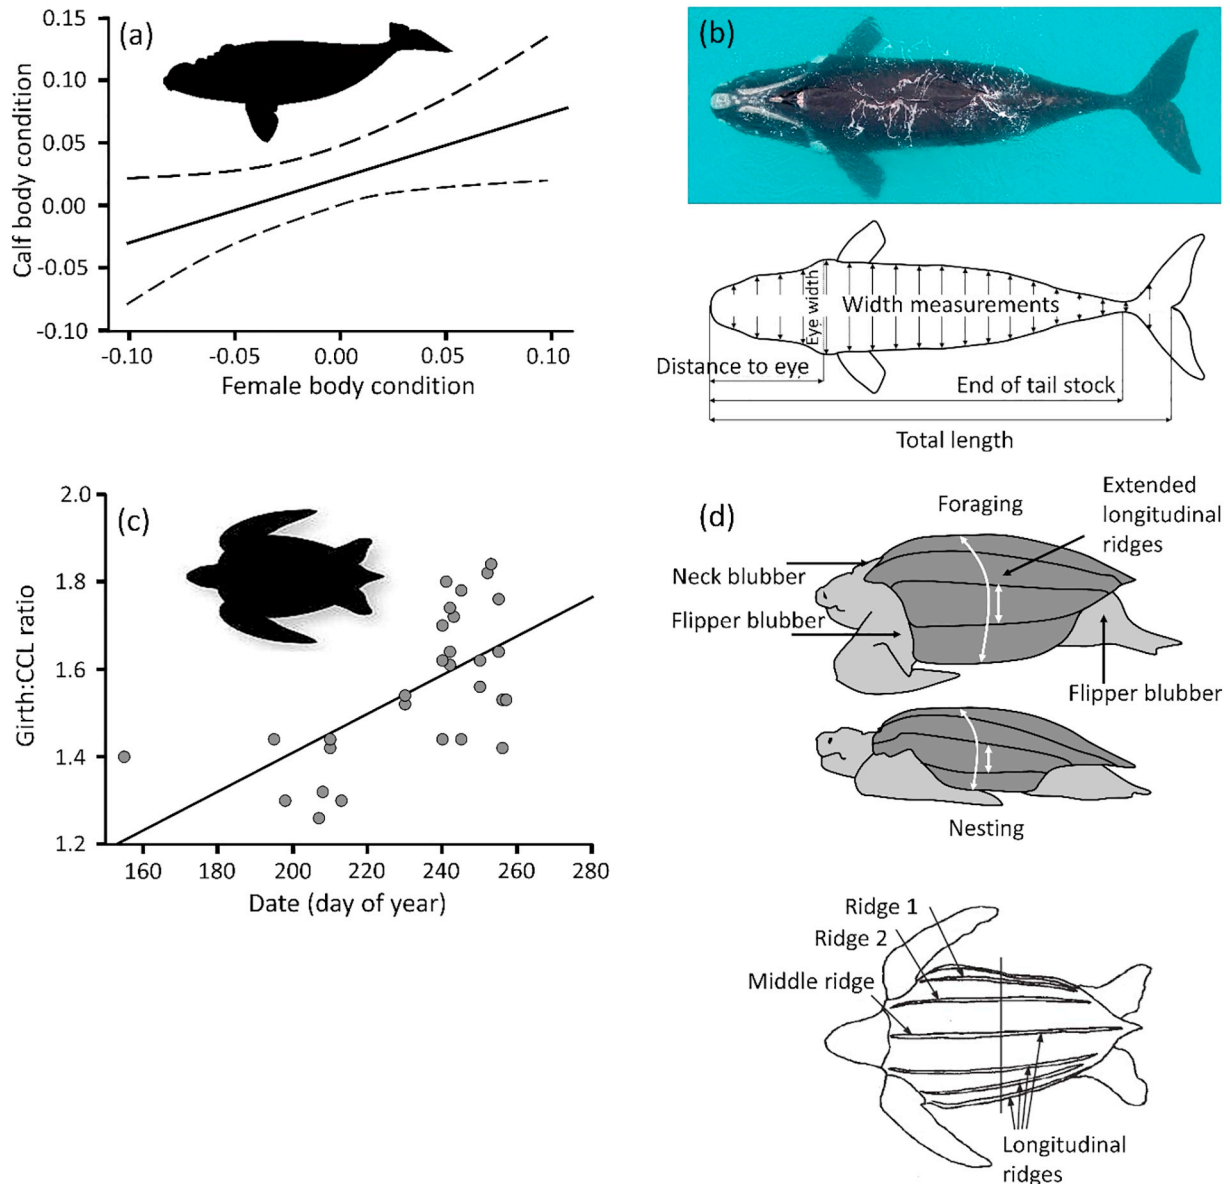 (a)
0.15
0.10
0.05
0.00
-0.05
-0.10
Calf body condition
-0.10 -0.05 0.00 0.05 0.10
Female body condition
(b)
Eye width
Width measurements
Distance to eye
End of tail stock
Total length
(c)
2.0
1.8
1.6
1.4
1.2
Girth:CCL ratio
160 180 200 220 240 260 280
Date (day of year)
(d)
Foraging
Extended
longitudinal
ridges
Neck blubber
Flipper blubber
Flipper blubber
Nesting
Ridge 1
Ridge 2
Middle ridge
Longitudinal
ridges